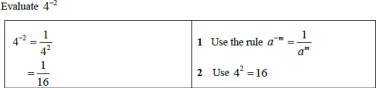 Evaluate 4⁻²
4⁻² = 1/4²
= 1/16
1 Use the rule a⁻ᵐ = 1/aᵐ
2 Use 4² = 16